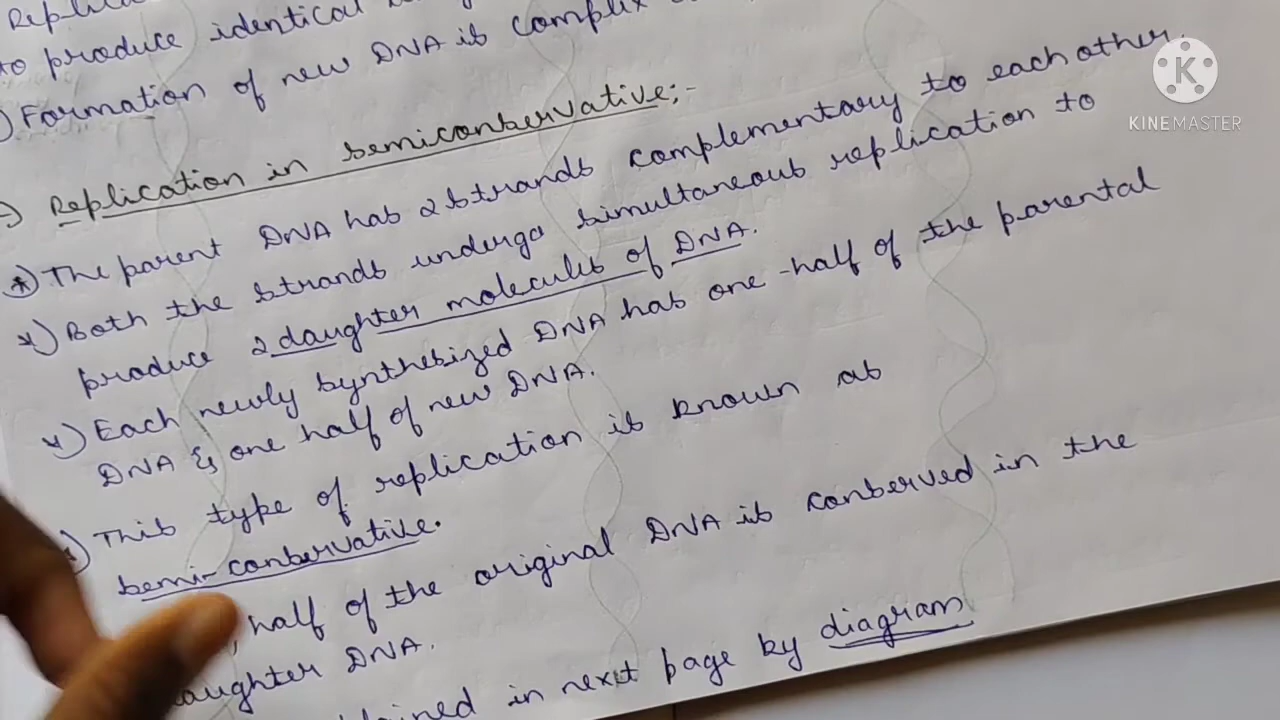 to produce identical
Formation of new DNA is complex
Replication in semiconservative:-
The parent DNA has 2 strands complementary to each other.
Both the strands undergo simultaneous replication to
produce 2 daughter molecules of DNA.
Each newly synthesized DNA has one-half of the parental
DNA & one half of new DNA.
This type of replication is known as
semi-conservative.
half of the original DNA is conserved in the
daughter DNA.
in next page by diagram
K
KINEMASTER